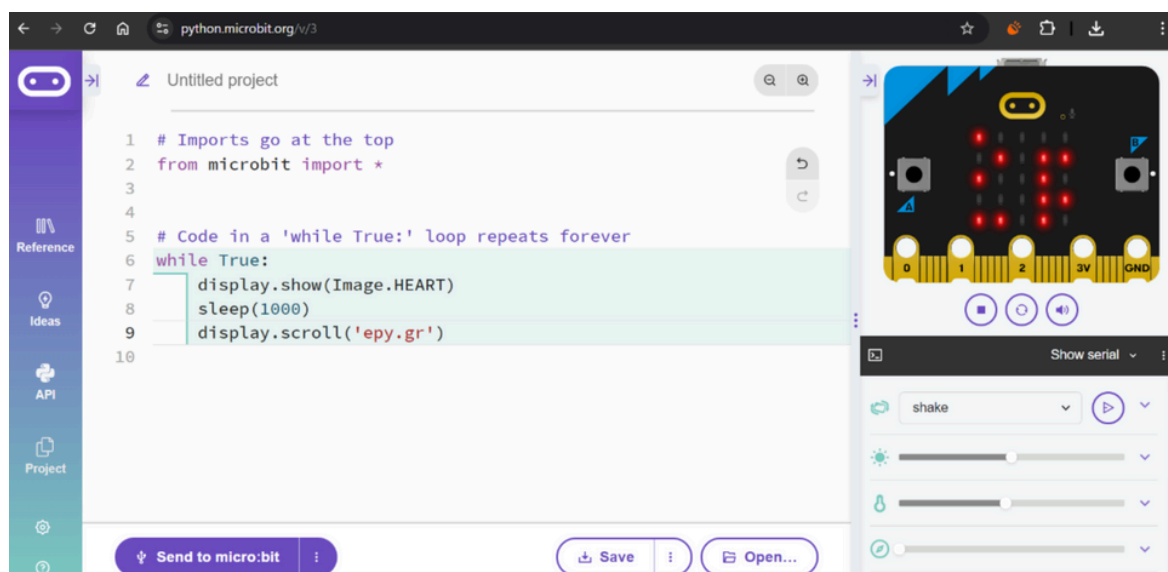 python.microbit.org/v/3
Untitled project
1 # Imports go at the top
2 from microbit import *
3
4
5 # Code in a 'while True:' loop repeats forever
6 while True:
7 display.show(Image.HEART)
8 sleep(1000)
9 display.scroll('epy.gr')
10
Reference
Ideas
API
Project
Send to micro:bit
Save
Open...
A
B
0 1 2 3V GND
Show serial
shake